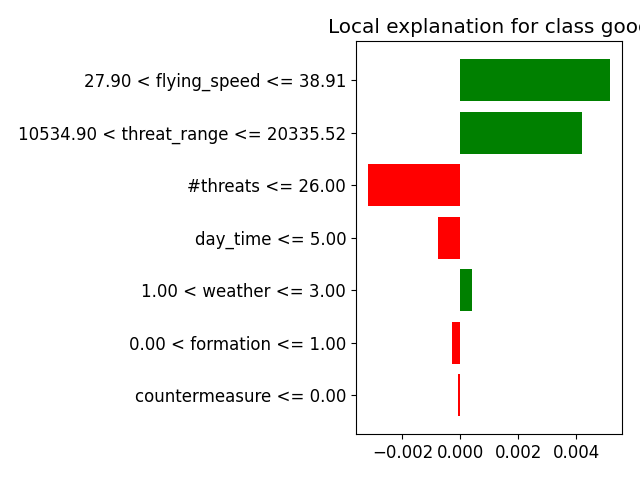 Local explanation for class goo
27.90 < flying_speed <= 38.91
10534.90 < threat_range <= 20335.52
#threats <= 26.00
day_time <= 5.00
1.00 < weather <= 3.00
0.00 < formation <= 1.00
countermeasure <= 0.00
−0.002 0.000 0.002 0.004